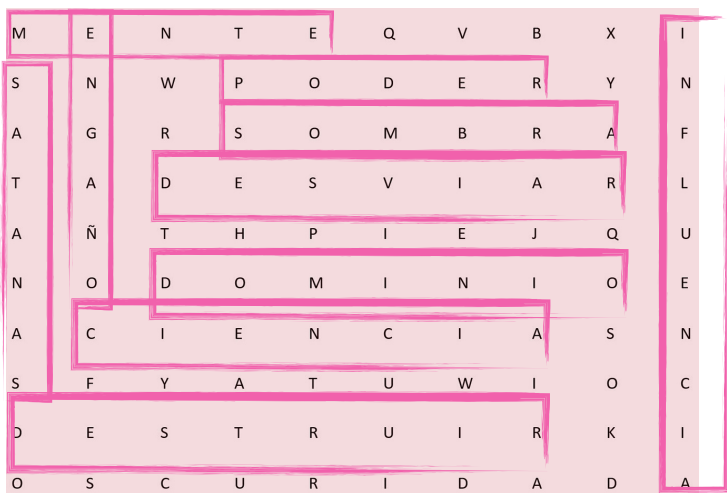 M E N T E Q V B X I
S N W P O D E R Y N
A G R S O M B R A F
T A D E S V I A R L
A Ñ T H P I E J Q U
N O D O M I N I O E
A C I E N C I A S N
S F Y A T U W I O C
D E S T R U I R K I
O S C U R I D A D A